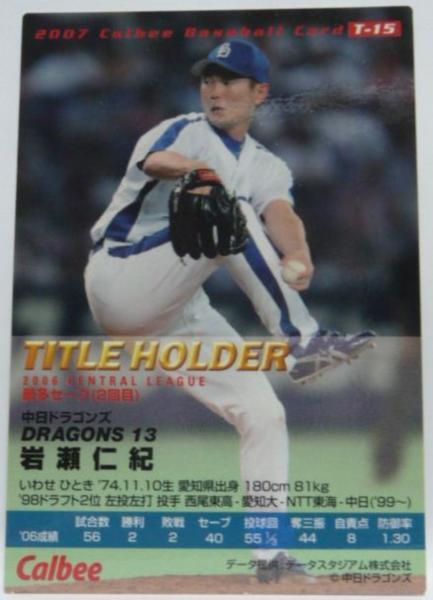 2007 Calbee Baseball Card T-15
TITLE HOLDER
2006 CENTRAL LEAGUE
最多セーブ(2回目)
中日ドラゴンズ
DRAGONS 13
岩瀬仁紀
いわせ ひとき '74.11.10生 愛知県出身 180cm 81kg
'98ドラフト2位 左投左打 投手 西尾東高-愛知大-NTT東海-中日('99~)
試合数 勝利 敗戦 セーブ 投球回 奪三振 自責点 防御率
'06成績 56 2 2 40 55 1/3 44 8 1.30
データ提供:データスタジアム株式会社
Calbee © 中日ドラゴンズ